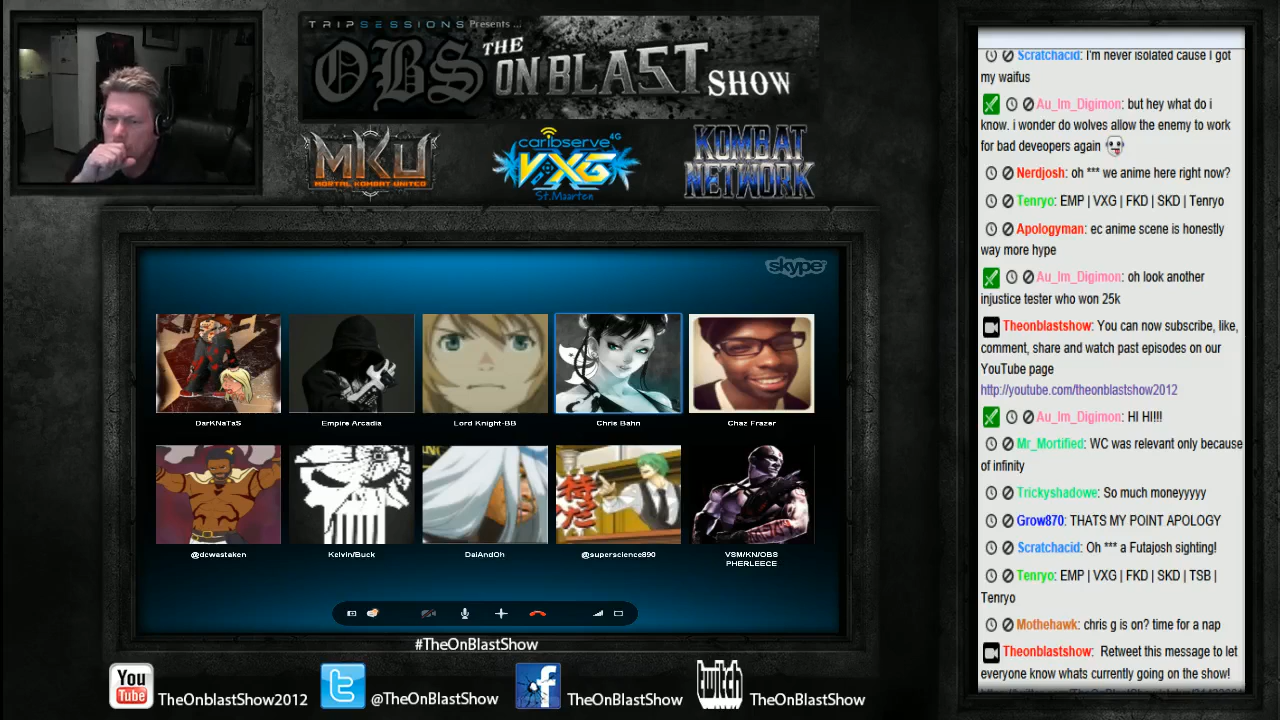 TRIPSESSIONS Presents ...
OBS THE ON BLAST SHOW
MKU
MORTAL KOMBAT UNITED
caribserve 4G
VXG
St.Maarten
KOMBAT
NETWORK
skype
DarKNaTaS
Empire Arcadia
Lord Knight-BB
Chris Bahn
Chaz Frazer
@dcwastaken
Kelvin/Buck
DaiAndOh
@superscience890
VSM/KN/OBS
PHERLEECE
#TheOnBlastShow
You
Tube
TheOnblastShow2012
@TheOnBlastShow
TheOnBlastShow
twitch
TheOnBlastShow
Scratchacid: I'm never isolated cause I got
my waifus
Au_Im_Digimon: but hey what do i
know. i wonder do wolves allow the enemy to work
for bad deveopers again
Nerdjosh: oh *** we anime here right now?
Tenryo: EMP | VXG | FKD | SKD | Tenryo
Apologyman: ec anime scene is honestly
way more hype
Au_Im_Digimon: oh look another
injustice tester who won 25k
Theonblastshow: You can now subscribe, like,
comment, share and watch past episodes on our
YouTube page
http://youtube.com/theonblastshow2012
Au_Im_Digimon: HI HI!!!
Mr_Mortified: WC was relevant only because
of infinity
Trickyshadowe: So much moneyyyyy
Grow870: THATS MY POINT APOLOGY
Scratchacid: Oh *** a Futajosh sighting!
Tenryo: EMP | VXG | FKD | SKD | TSB |
Tenryo
Mothehawk: chris g is on? time for a nap
Theonblastshow: Retweet this message to let
everyone know whats currently going on the show!